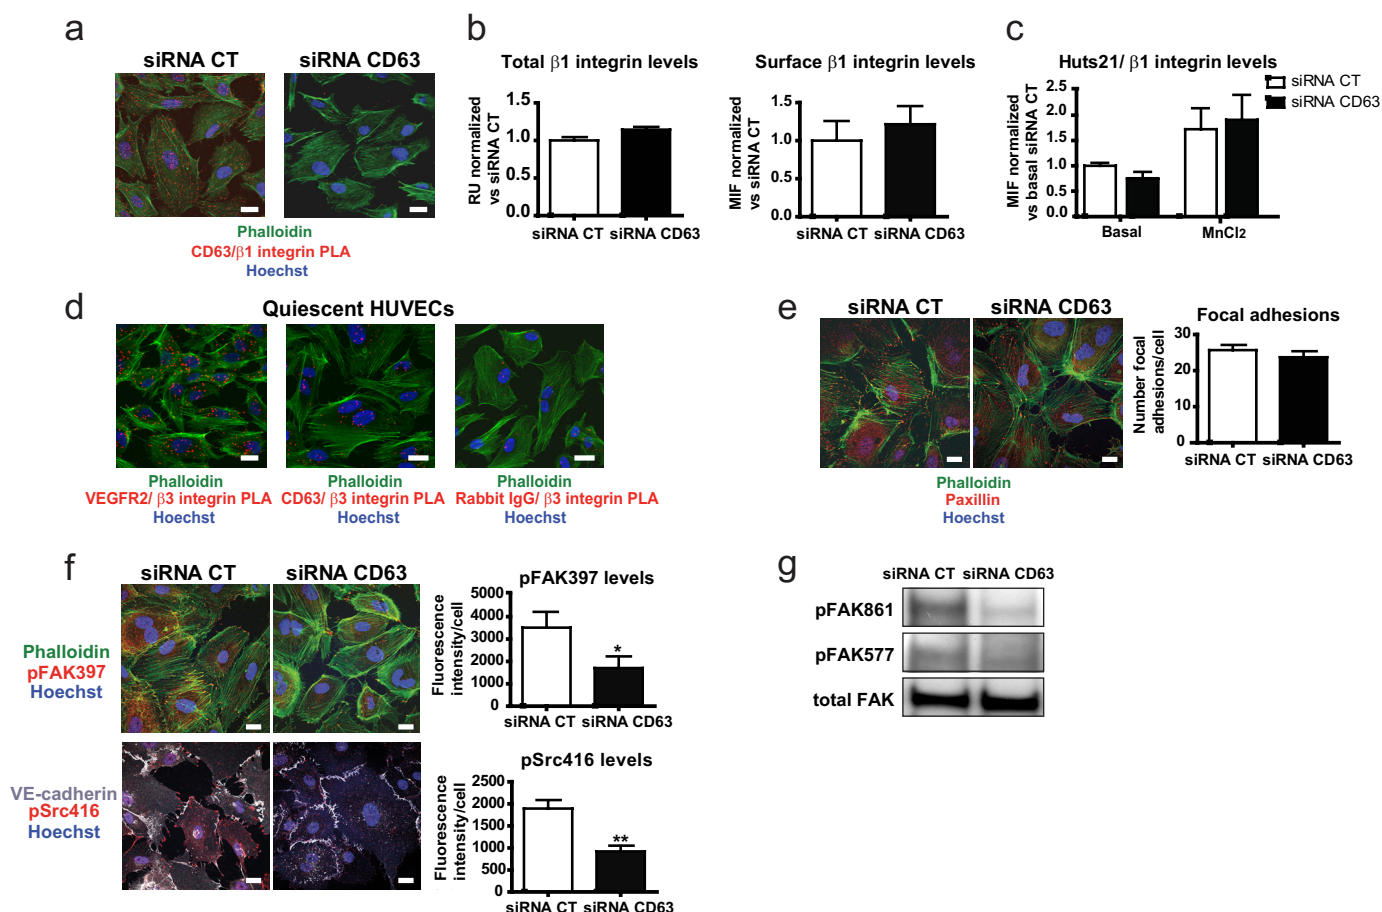 a
siRNA CT
siRNA CD63
Phalloidin
CD63/β1 integrin PLA
Hoechst
b
Total β1 integrin levels
RU normalized
vs siRNA CT
1.5
1.0
0.5
0.0
siRNA CT siRNA CD63
Surface β1 integrin levels
MIF normalized
vs siRNA CT
1.5
1.0
0.5
0.0
siRNA CT siRNA CD63
c
Huts21/ β1 integrin levels
siRNA CT
siRNA CD63
MIF normalized
vs basal siRNA CT
2.5
2.0
1.5
1.0
0.5
0.0
Basal
MnCl2
d
Quiescent HUVECs
Phalloidin
VEGFR2/ β3 integrin PLA
Hoechst
Phalloidin
CD63/ β3 integrin PLA
Hoechst
Phalloidin
Rabbit IgG/ β3 integrin PLA
Hoechst
e
siRNA CT
siRNA CD63
Phalloidin
Paxillin
Hoechst
Focal adhesions
Number focal
adhesions/cell
30
20
10
0
siRNA CT siRNA CD63
f
siRNA CT
siRNA CD63
Phalloidin
pFAK397
Hoechst
pFAK397 levels
Fluorescence
intensity/cell
5000
4000
3000
2000
1000
0
*
siRNA CT siRNA CD63
VE-cadherin
pSrc416
Hoechst
pSrc416 levels
Fluorescence
intensity/cell
2500
2000
1500
1000
500
0
**
siRNA CT siRNA CD63
g
siRNA CT siRNA CD63
pFAK861
pFAK577
total FAK